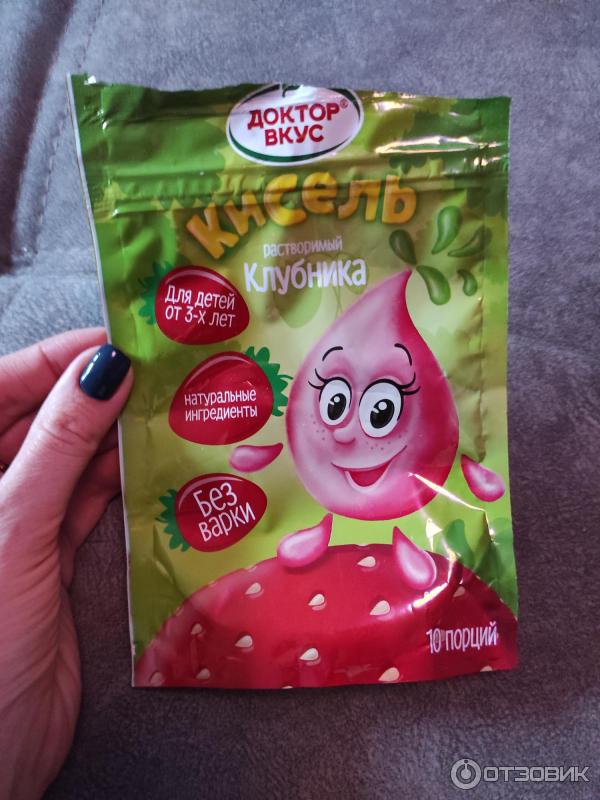 ДОКТОР®
ВКУС
КИСЕЛЬ
растворимый
Клубника
Для детей
от 3-х лет
натуральные
ингредиенты
Без
варки
10 порций
ОТЗОВИК